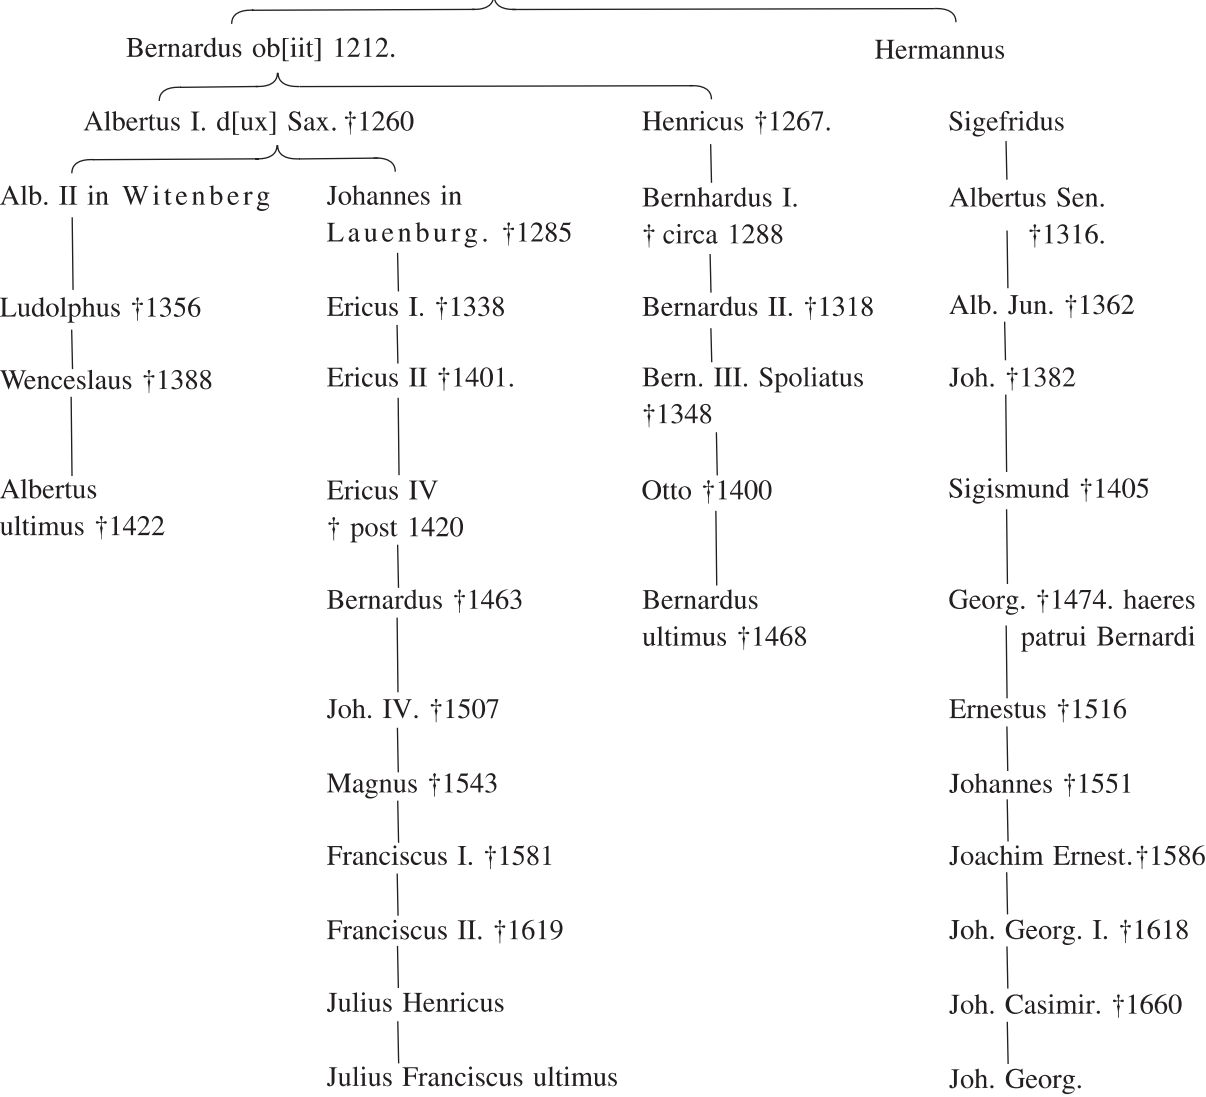 Bernardus ob[iit] 1212.
Hermannus
Albertus I. d[ux] Sax. †1260
Henricus †1267.
Sigefridus
Alb. II in Witenberg
Johannes in
Lauenburg. †1285
Bernhardus I.
† circa 1288
Albertus Sen.
†1316.
Ludolphus †1356
Ericus I. †1338
Bernardus II. †1318
Alb. Jun. †1362
Wenceslaus †1388
Ericus II †1401.
Bern. III. Spoliatus
†1348
Joh. †1382
Albertus
ultimus †1422
Ericus IV
† post 1420
Otto †1400
Sigismund †1405
Bernardus †1463
Bernardus
ultimus †1468
Georg. †1474. haeres
patrui Bernardi
Joh. IV. †1507
Ernestus †1516
Magnus †1543
Johannes †1551
Franciscus I. †1581
Joachim Ernest.†1586
Franciscus II. †1619
Joh. Georg. I. †1618
Julius Henricus
Joh. Casimir. †1660
Julius Franciscus ultimus
Joh. Georg.